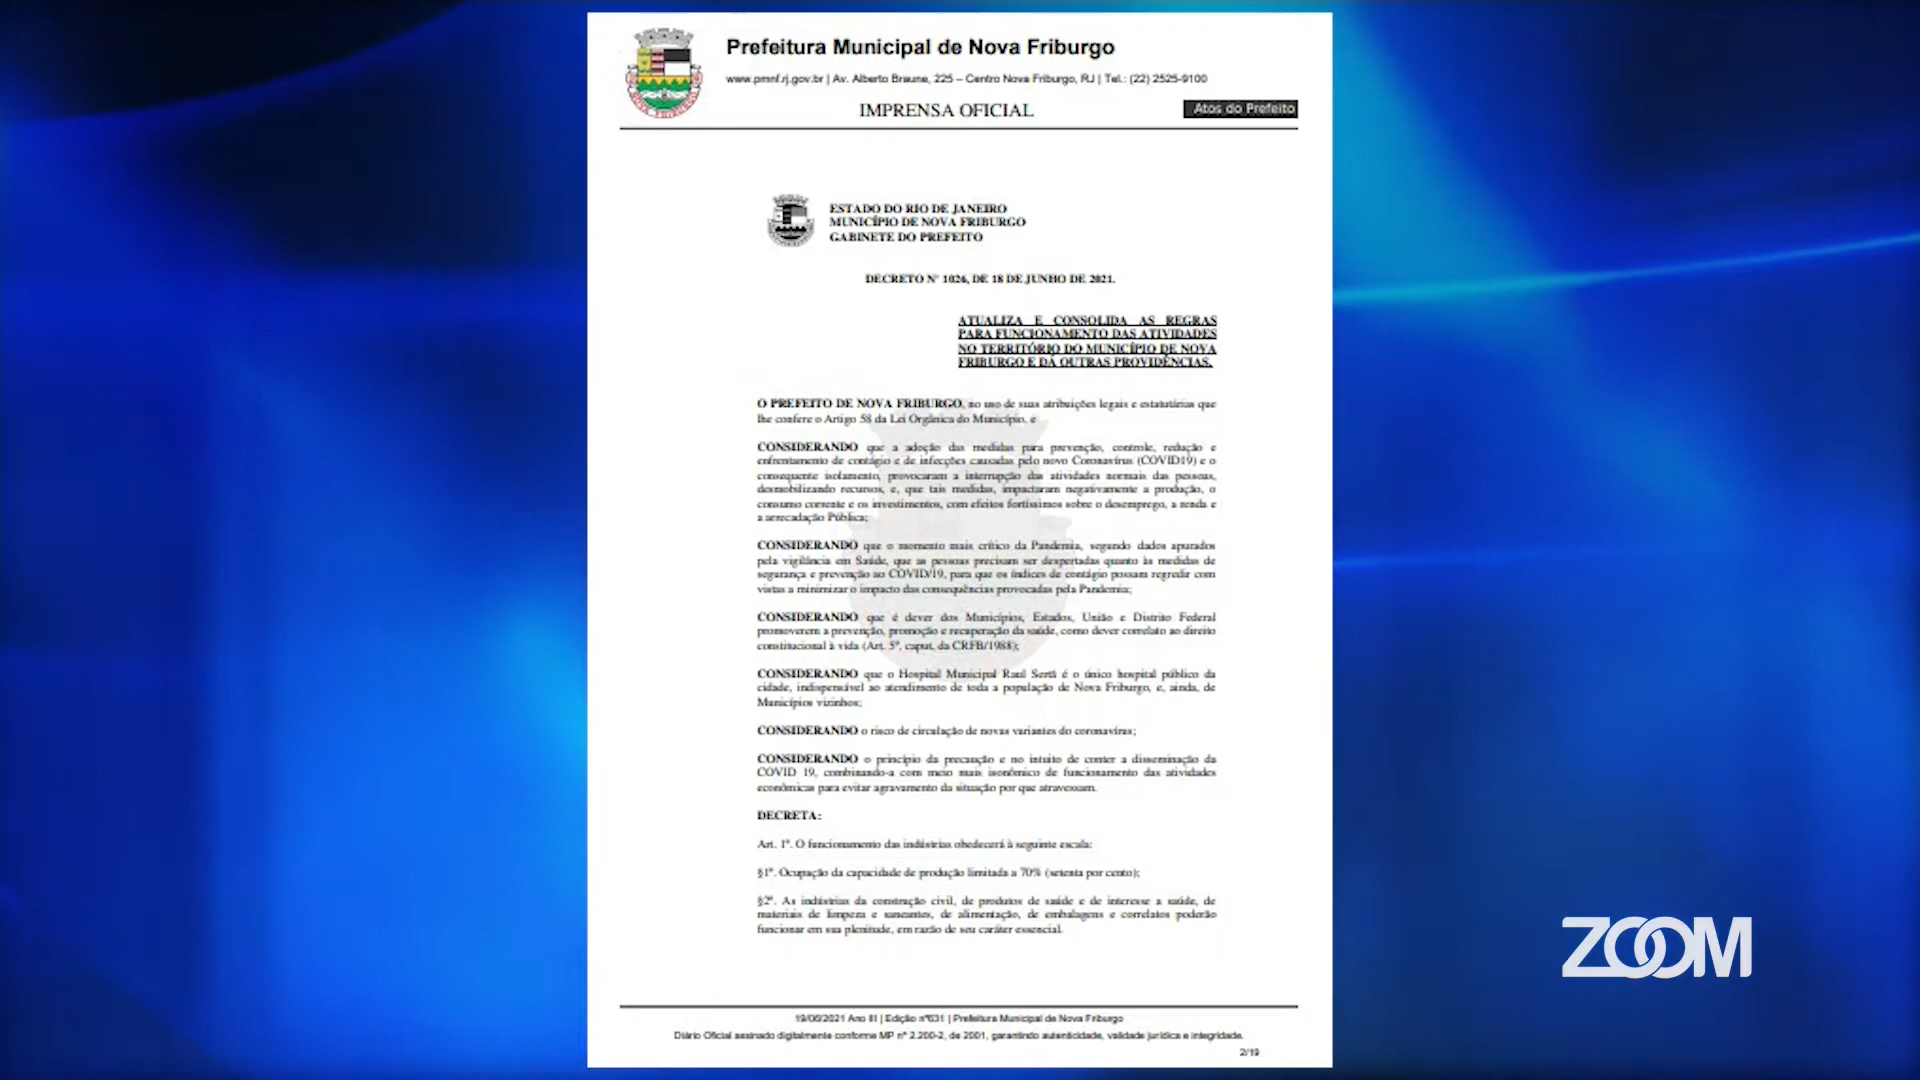 Prefeitura Municipal de Nova Friburgo
www.pmnf.rj.gov.br | Av. Alberto Braune, 225 – Centro Nova Friburgo, RJ | Tel.: (22) 2525-9100
IMPRENSA OFICIAL
Atos do Prefeito
ESTADO DO RIO DE JANEIRO
MUNICÍPIO DE NOVA FRIBURGO
GABINETE DO PREFEITO
DECRETO Nº 1026, DE 18 DE JUNHO DE 2021.
ATUALIZA E CONSOLIDA AS REGRAS
PARA FUNCIONAMENTO DAS ATIVIDADES
NO TERRITÓRIO DO MUNICÍPIO DE NOVA
FRIBURGO E DÁ OUTRAS PROVIDÊNCIAS.
O PREFEITO DE NOVA FRIBURGO, no uso de suas atribuições legais e estatutárias que
lhe confere o Artigo 58 da Lei Orgânica do Município, e
CONSIDERANDO que a adoção das medidas para prevenção, controle, redução e
enfrentamento de contágio e de infecções causadas pelo novo Coronavírus (COVID19) e o
consequente isolamento, provocaram a interrupção das atividades normais das pessoas,
desmobilizando recursos, e, que tais medidas, impactaram negativamente a produção, o
consumo corrente e os investimentos, com efeitos fortíssimos sobre o desemprego, a renda e
a arrecadação Pública;
CONSIDERANDO que o momento mais crítico da Pandemia, segundo dados apurados
pela vigilância em Saúde, que as pessoas precisam ser despertadas quanto às medidas de
segurança e prevenção ao COVID/19, para que os índices de contágio possam regredir com
vistas a minimizar o impacto das consequências provocadas pela Pandemia;
CONSIDERANDO que é dever dos Municípios, Estados, União e Distrito Federal
promoverem a prevenção, promoção e recuperação da saúde, como dever correlato ao direito
constitucional à vida (Art. 5º, caput, da CRFB/1988);
CONSIDERANDO que o Hospital Municipal Raul Sertã é o único hospital público da
cidade, indispensável ao atendimento de toda a população de Nova Friburgo, e, ainda, de
Municípios vizinhos;
CONSIDERANDO o risco de circulação de novas variantes do coronavírus;
CONSIDERANDO o princípio da precaução e no intuito de conter a disseminação da
COVID 19, combinando-a com meio mais isonômico de funcionamento das atividades
econômicas para evitar agravamento da situação por que atravessam.
DECRETA:
Art. 1º. O funcionamento das indústrias obedecerá à seguinte escala:
§1º. Ocupação da capacidade de produção limitada a 70% (setenta por cento);
§2º. As indústrias da construção civil, de produtos de saúde e de interesse a saúde, de
materiais de limpeza e saneantes, de alimentação, de embalagens e correlatos poderão
funcionar em sua plenitude, em razão de seu caráter essencial.
ZOOM
19/06/2021 Ano III | Edição nº631 | Prefeitura Municipal de Nova Friburgo
Diário Oficial assinado digitalmente conforme MP nº 2.200-2, de 2001, garantindo autenticidade, validade jurídica e integridade.
2/19